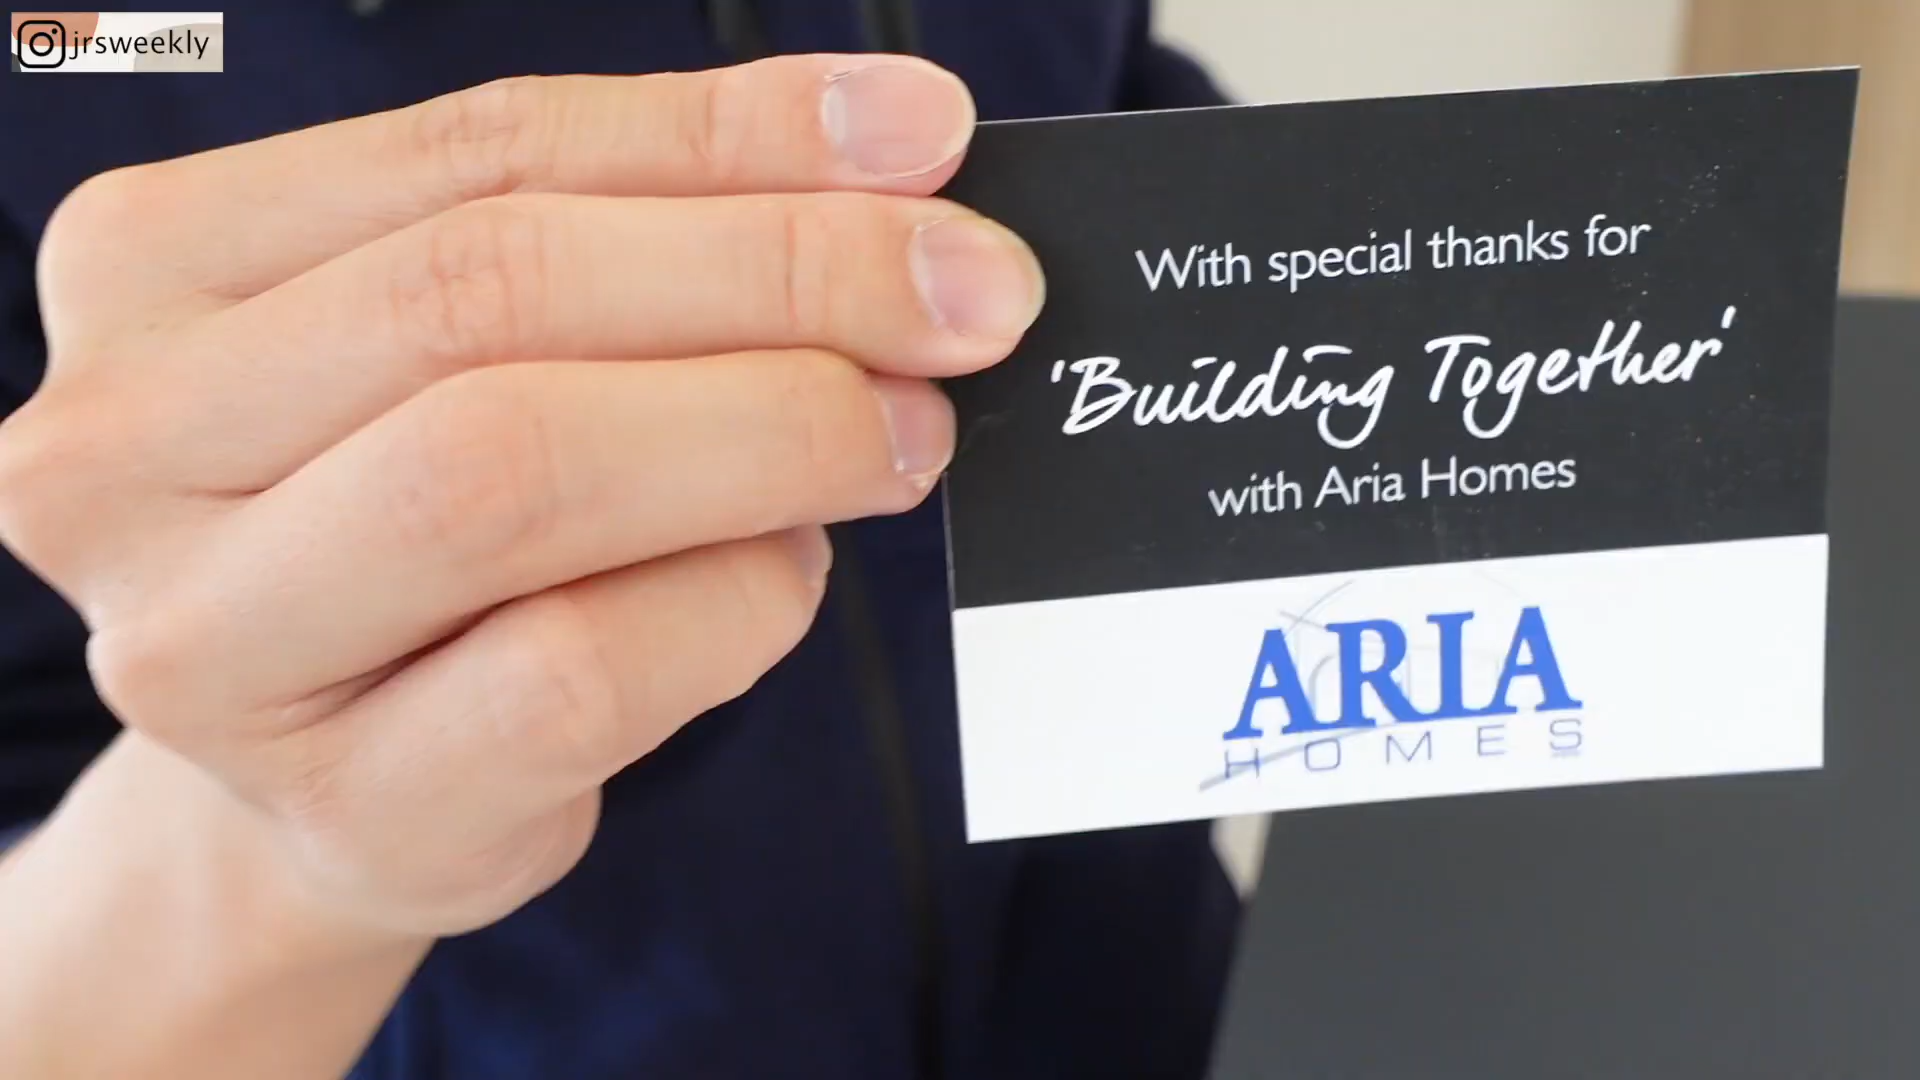 jrsweekly
With special thanks for
'Building Together'
with Aria Homes
ARIA
HOMES